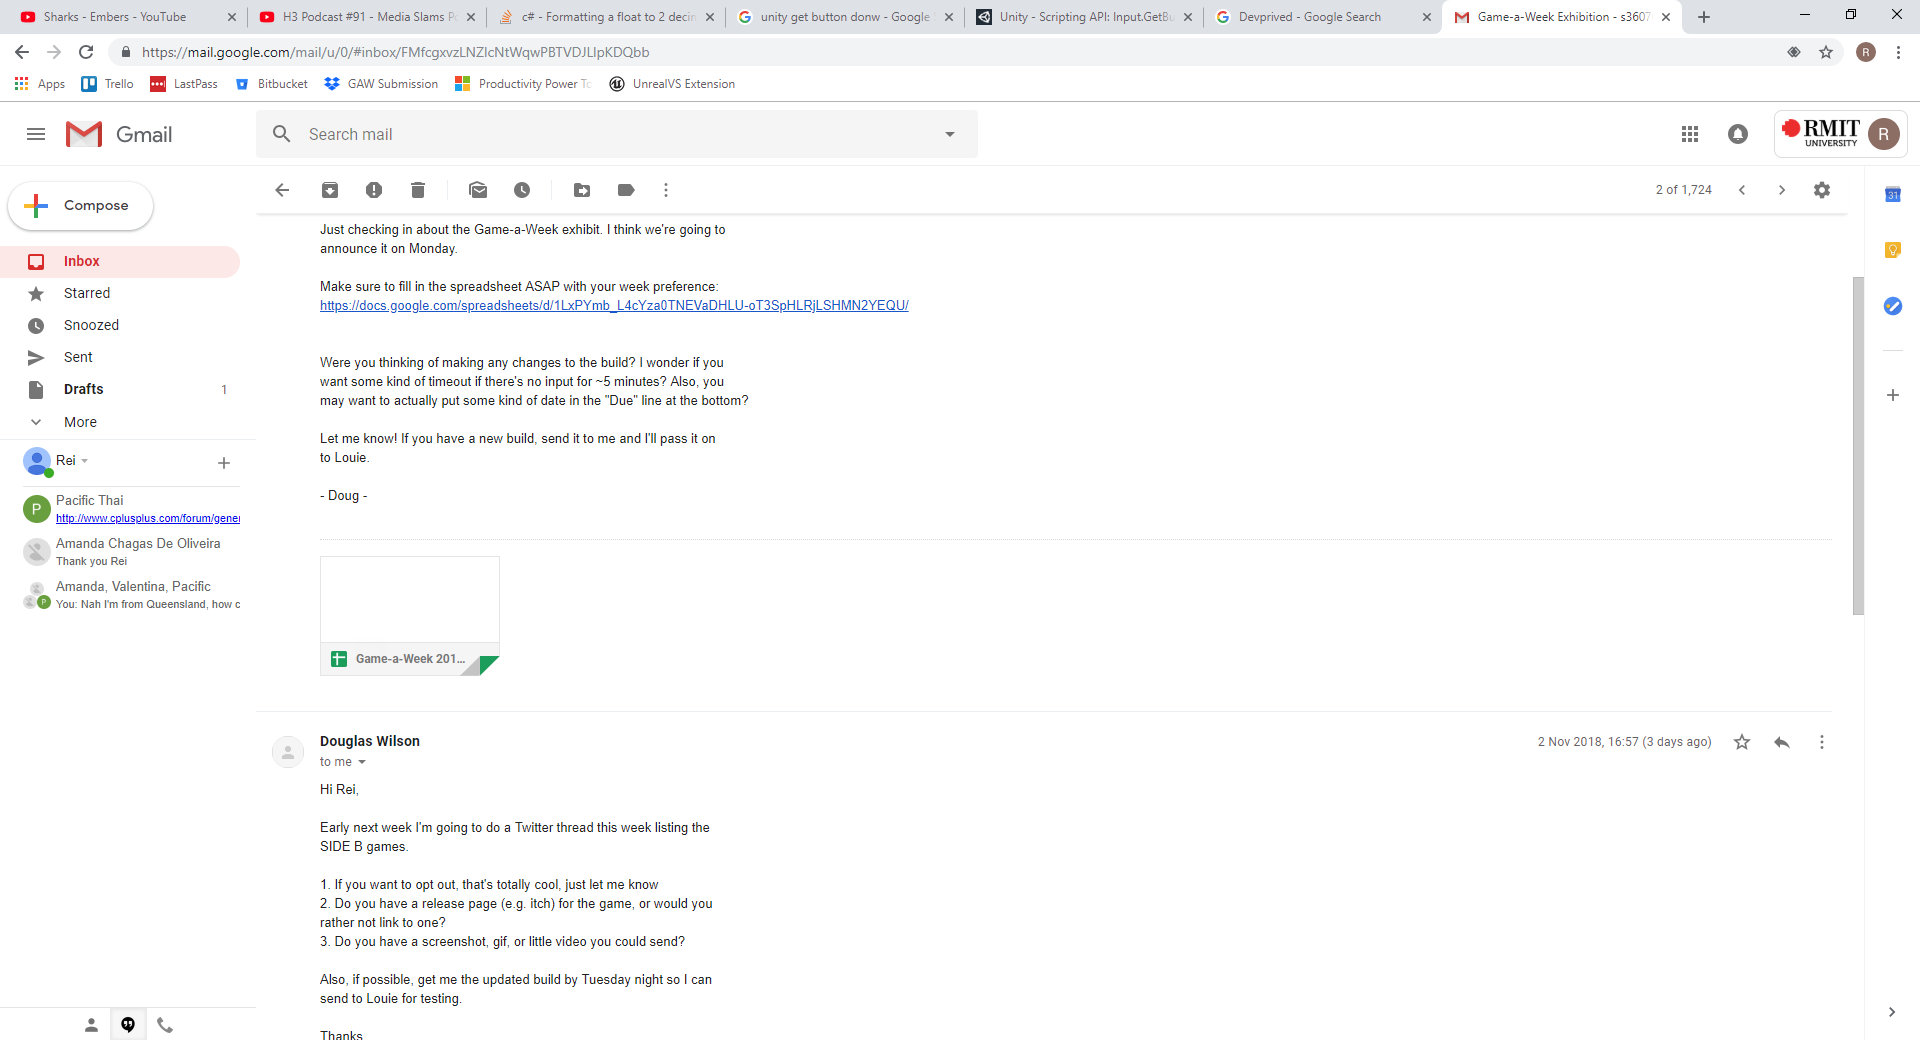 Sharks - Embers - YouTube
H3 Podcast #91 - Media Slams P
c# - Formatting a float to 2 decim
unity get button donw - Google
Unity - Scripting API: Input.GetBu
Devprived - Google Search
Game-a-Week Exhibition - s3607
https://mail.google.com/mail/u/0/#inbox/FMfcgxvzLNZlcNtWqwPBTVDJLlpKDQbb
R
Apps
Trello
LastPass
Bitbucket
GAW Submission
Productivity Power To
UnrealVS Extension
Gmail
Search mail
RMIT
UNIVERSITY
R
Compose
2 of 1,724
31
Inbox
Starred
Snoozed
Sent
Drafts 1
More
Rei
P
Pacific Thai
http://www.cplusplus.com/forum/gener
Amanda Chagas De Oliveira
Thank you Rei
Amanda, Valentina, Pacific
P
You: Nah I'm from Queensland, how c
Just checking in about the Game-a-Week exhibit. I think we're going to
announce it on Monday.
Make sure to fill in the spreadsheet ASAP with your week preference:
https://docs.google.com/spreadsheets/d/1LxPYmb_L4cYza0TNEVaDHLU-oT3SpHLRjLSHMN2YEQU/
Were you thinking of making any changes to the build? I wonder if you
want some kind of timeout if there's no input for ~5 minutes? Also, you
may want to actually put some kind of date in the "Due" line at the bottom?
Let me know! If you have a new build, send it to me and I'll pass it on
to Louie.
- Doug -
Game-a-Week 201...
Douglas Wilson
2 Nov 2018, 16:57 (3 days ago)
to me
Hi Rei,
Early next week I'm going to do a Twitter thread this week listing the
SIDE B games.
1. If you want to opt out, that's totally cool, just let me know
2. Do you have a release page (e.g. itch) for the game, or would you
rather not link to one?
3. Do you have a screenshot, gif, or little video you could send?
Also, if possible, get me the updated build by Tuesday night so I can
send to Louie for testing.
Thanks